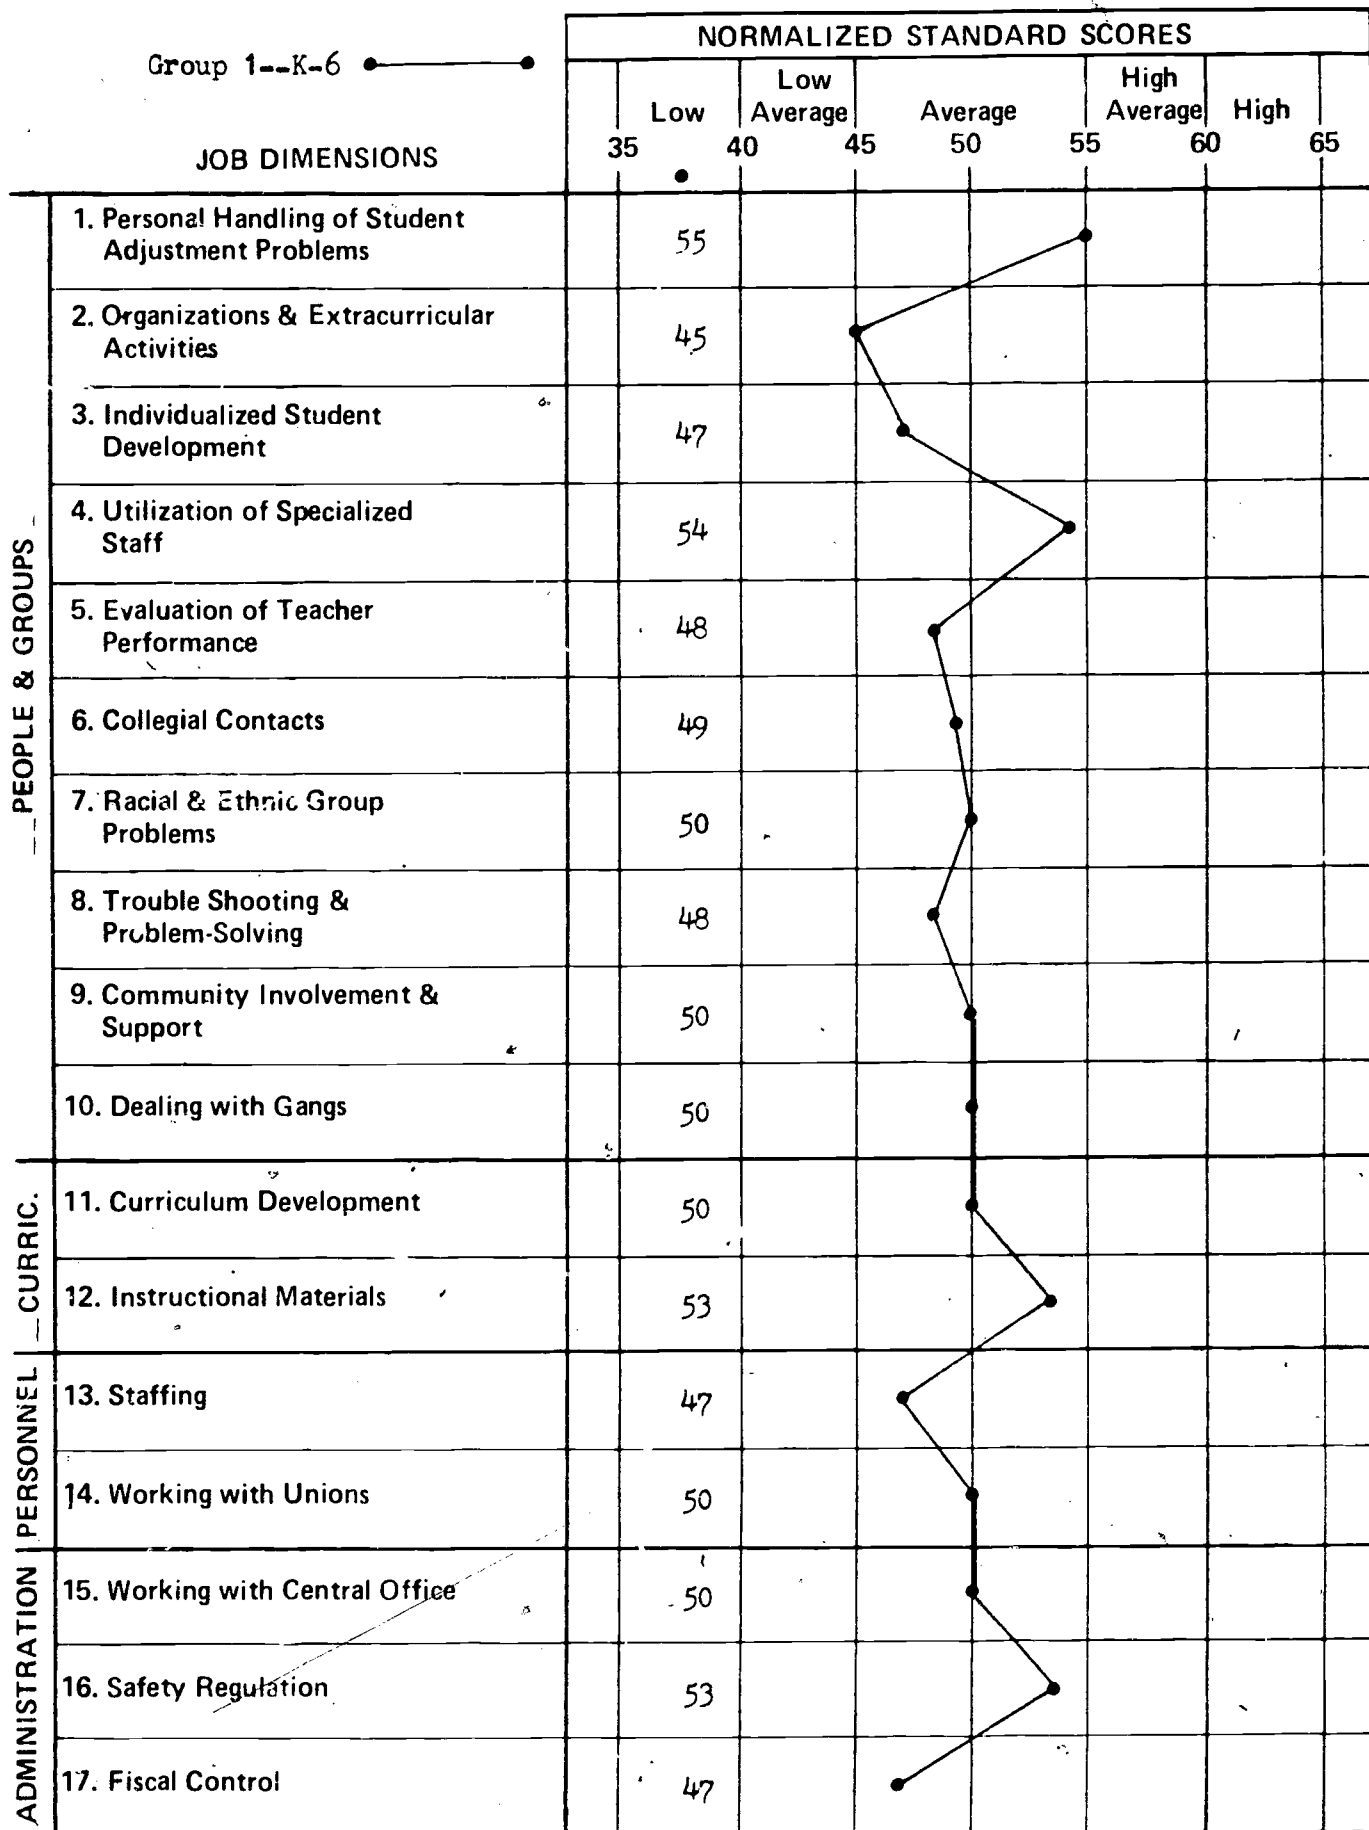 NORMALIZED STANDARD SCORES
Group 1--K-6
Low Average High
Low Average Average Average High
35 40 45 50 55 60 65
JOB DIMENSIONS
PEOPLE & GROUPS
1. Personal Handling of Student
Adjustment Problems
55
2. Organizations & Extracurricular
Activities
45
3. Individualized Student
Development
47
4. Utilization of Specialized
Staff
54
5. Evaluation of Teacher
Performance
48
6. Collegial Contacts
49
7. Racial & Ethnic Group
Problems
50
8. Trouble Shooting &
Problem-Solving
48
9. Community Involvement &
Support
50
10. Dealing with Gangs
50
CURRIC.
11. Curriculum Development
50
12. Instructional Materials
53
PERSONNEL
13. Staffing
47
14. Working with Unions
50
ADMINISTRATION
15. Working with Central Office
50
16. Safety Regulation
53
17. Fiscal Control
47